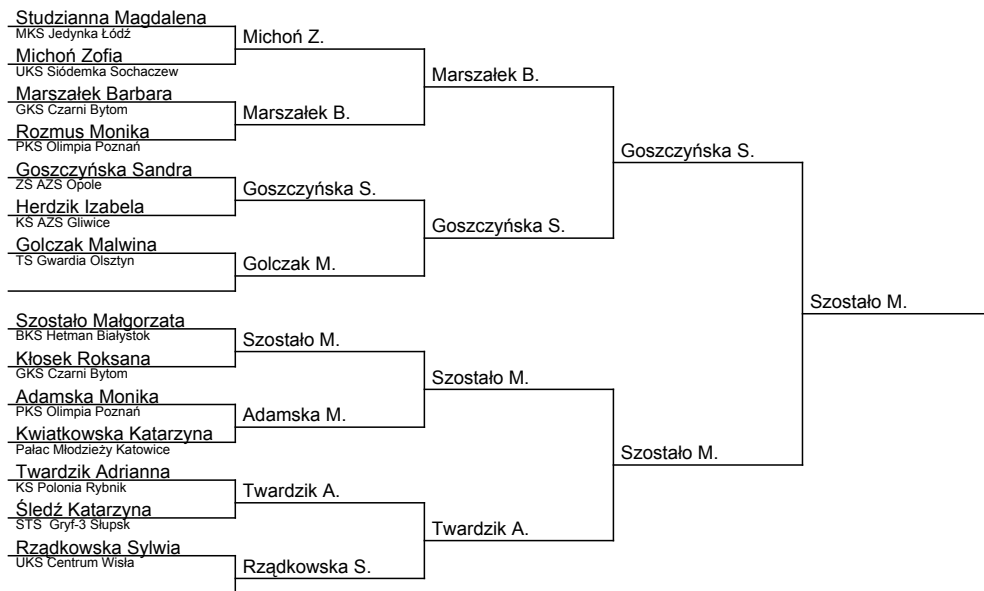 Studzianna Magdalena
MKS Jedynka Łódź
Michoń Zofia
UKS Siódemka Sochaczew
Marszałek Barbara
GKS Czarni Bytom
Rozmus Monika
PKS Olimpia Poznań
Goszczyńska Sandra
ZS AZS Opole
Herdzik Izabela
KS AZS Gliwice
Golczak Malwina
TS Gwardia Olsztyn
Szostało Małgorzata
BKS Hetman Białystok
Kłosek Roksana
GKS Czarni Bytom
Adamska Monika
PKS Olimpia Poznań
Kwiatkowska Katarzyna
Pałac Młodzieży Katowice
Twardzik Adrianna
KS Polonia Rybnik
Śledź Katarzyna
STS Gryf-3 Słupsk
Rządkowska Sylwia
UKS Centrum Wisła
Michoń Z.
Marszałek B.
Goszczyńska S.
Golczak M.
Szostało M.
Adamska M.
Twardzik A.
Rządkowska S.
Marszałek B.
Goszczyńska S.
Szostało M.
Twardzik A.
Goszczyńska S.
Szostało M.
Szostało M.